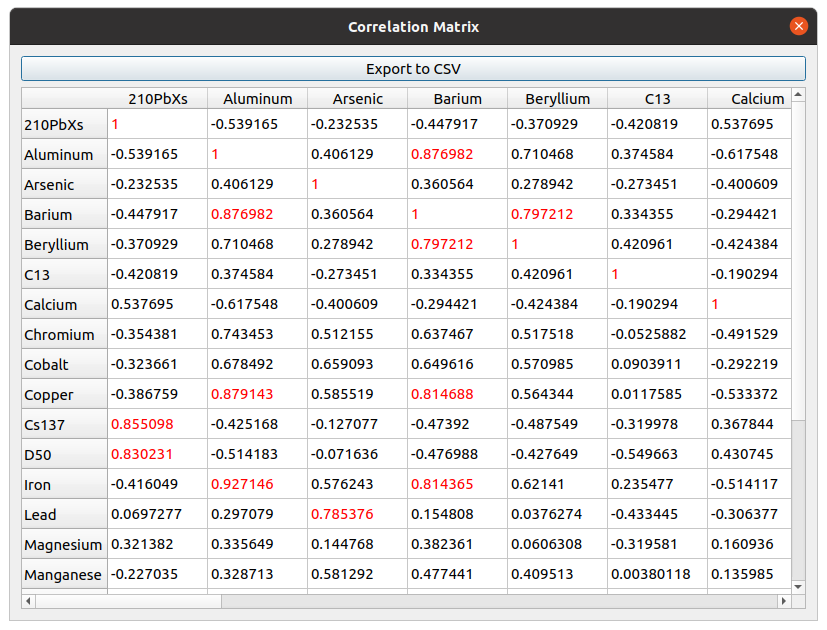 Correlation Matrix
Export to CSV
210PbXs Aluminum Arsenic Barium Beryllium C13 Calcium
210PbXs 1 -0.539165 -0.232535 -0.447917 -0.370929 -0.420819 0.537695
Aluminum -0.539165 1 0.406129 0.876982 0.710468 0.374584 -0.617548
Arsenic -0.232535 0.406129 1 0.360564 0.278942 -0.273451 -0.400609
Barium -0.447917 0.876982 0.360564 1 0.797212 0.334355 -0.294421
Beryllium -0.370929 0.710468 0.278942 0.797212 1 0.420961 -0.424384
C13 -0.420819 0.374584 -0.273451 0.334355 0.420961 1 -0.190294
Calcium 0.537695 -0.617548 -0.400609 -0.294421 -0.424384 -0.190294 1
Chromium -0.354381 0.743453 0.512155 0.637467 0.517518 -0.0525882 -0.491529
Cobalt -0.323661 0.678492 0.659093 0.649616 0.570985 0.0903911 -0.292219
Copper -0.386759 0.879143 0.585519 0.814688 0.564344 0.0117585 -0.533372
Cs137 0.855098 -0.425168 -0.127077 -0.47392 -0.487549 -0.319978 0.367844
D50 0.830231 -0.514183 -0.071636 -0.476988 -0.427649 -0.549663 0.430745
Iron -0.416049 0.927146 0.576243 0.814365 0.62141 0.235477 -0.514117
Lead 0.0697277 0.297079 0.785376 0.154808 0.0376274 -0.433445 -0.306377
Magnesium 0.321382 0.335649 0.144768 0.382361 0.0606308 -0.319581 0.160936
Manganese -0.227035 0.328713 0.581292 0.477441 0.409513 0.00380118 0.135985